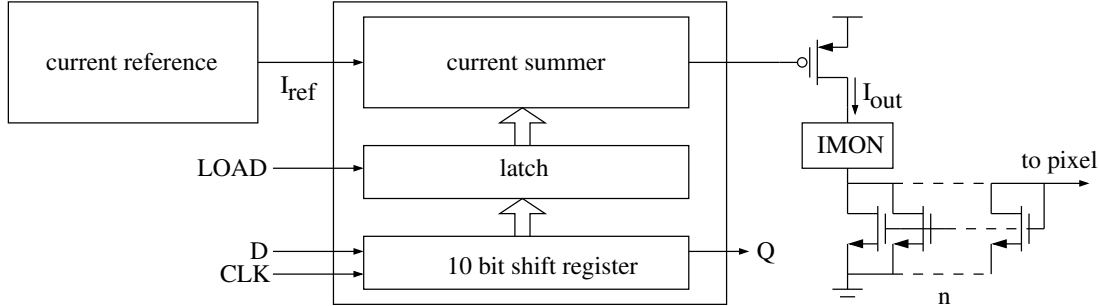 current reference
I_ref
current summer
I_out
IMON
LOAD
latch
to pixel
D
CLK
10 bit shift register
Q
n